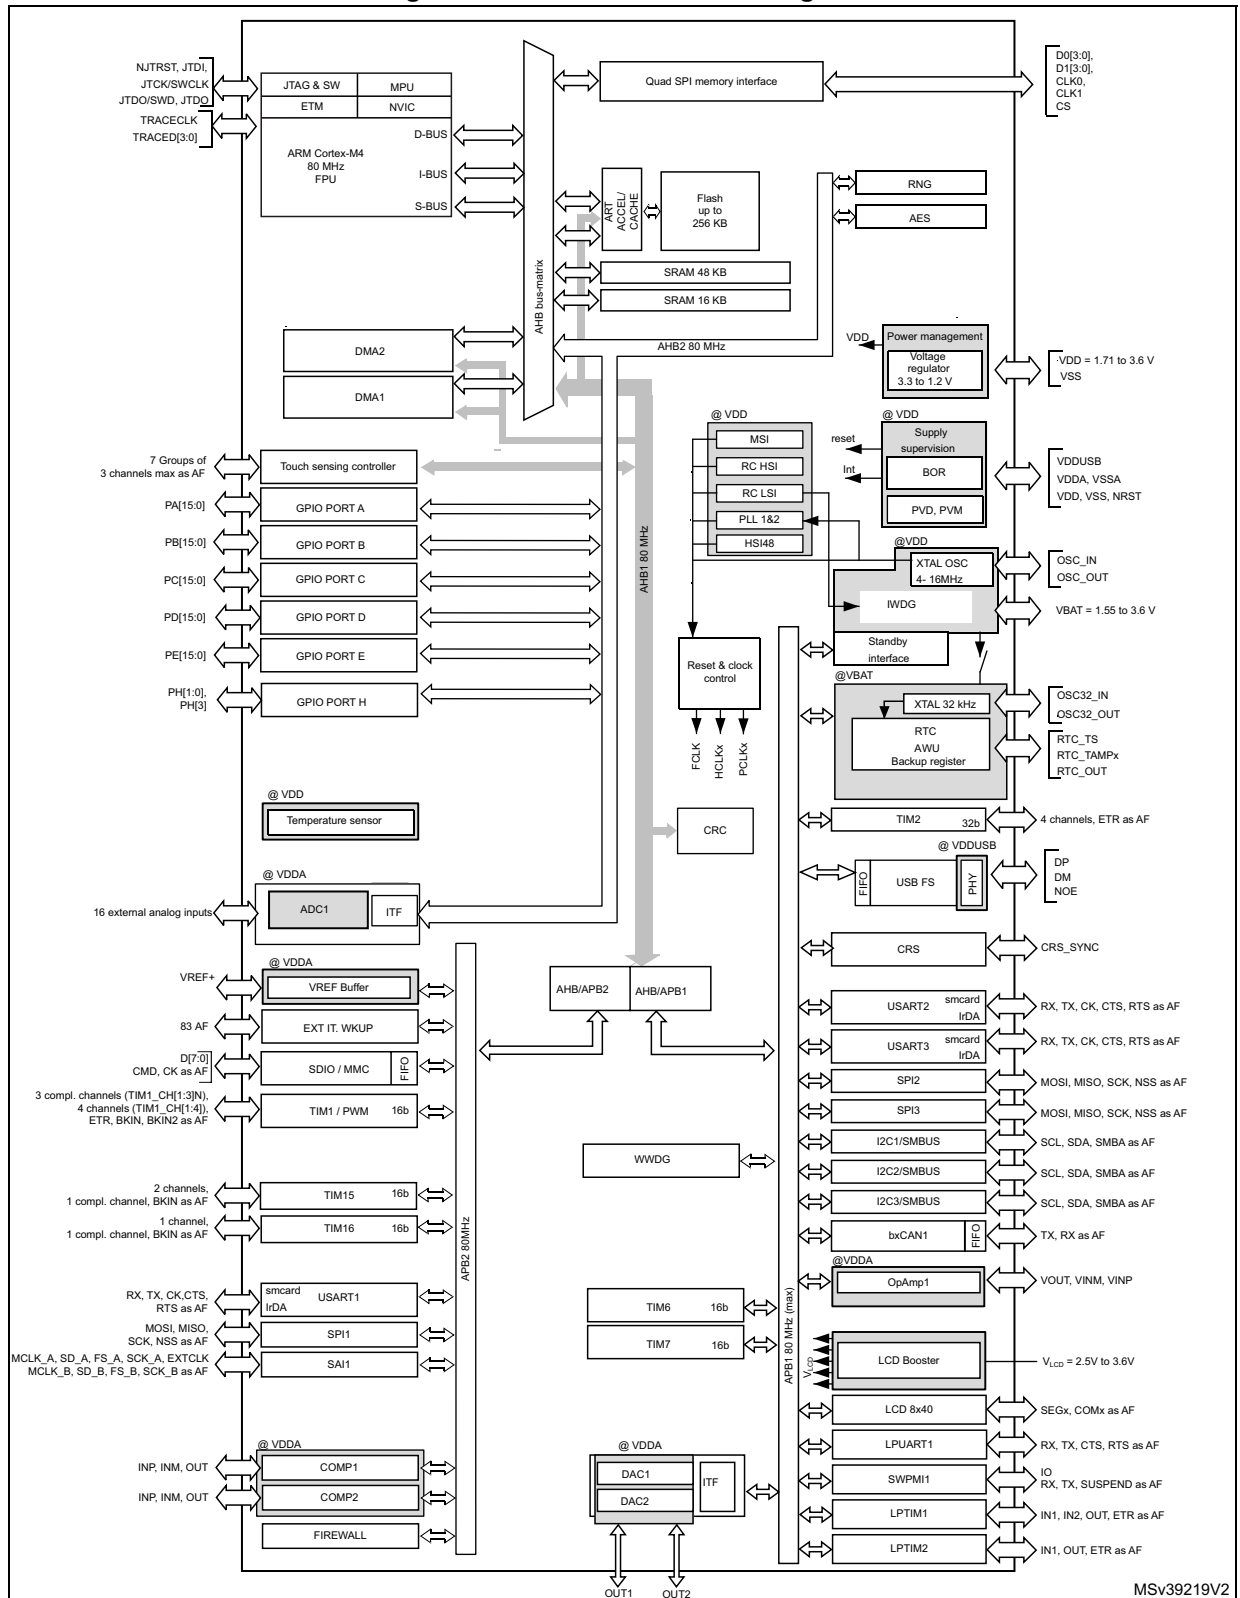 NJTRST, JTDI,
JTCK/SWCLK
JTDO/SWD, JTDO
TRACECLK
TRACED[3:0]
JTAG & SW
MPU
ETM
NVIC
ARM Cortex-M4
80 MHz
FPU
D-BUS
I-BUS
S-BUS
AHB bus-matrix
Quad SPI memory interface
D0[3:0],
D1[3:0],
CLK0,
CLK1
CS
ART
ACCEL/
CACHE
Flash
up to
256 KB
RNG
AES
SRAM 48 KB
SRAM 16 KB
AHB2 80 MHz
DMA2
DMA1
VDD
Power management
Voltage
regulator
3.3 to 1.2 V
VDD = 1.71 to 3.6 V
VSS
@ VDD
MSI
RC HSI
RC LSI
PLL 1&2
HSI48
@ VDD
reset
Int
Supply
supervision
BOR
PVD, PVM
VDDUSB
VDDA, VSSA
VDD, VSS, NRST
7 Groups of
3 channels max as AF
Touch sensing controller
PA[15:0]
GPIO PORT A
PB[15:0]
GPIO PORT B
PC[15:0]
GPIO PORT C
PD[15:0]
GPIO PORT D
PE[15:0]
GPIO PORT E
PH[1:0],
PH[3]
GPIO PORT H
AHB1 80 MHz
@VDD
XTAL OSC
4- 16MHz
IWDG
OSC_IN
OSC_OUT
VBAT = 1.55 to 3.6 V
Standby
interface
Reset & clock
control
FCLK
HCLKx
PCLKx
@VBAT
XTAL 32 kHz
RTC
AWU
Backup register
OSC32_IN
OSC32_OUT
RTC_TS
RTC_TAMPx
RTC_OUT
@ VDD
Temperature sensor
CRC
TIM2
32b
4 channels, ETR as AF
@ VDDUSB
FIFO
USB FS
PHY
DP
DM
NOE
@ VDDA
16 external analog inputs
ADC1
ITF
CRS
CRS_SYNC
@ VDDA
VREF+
VREF Buffer
AHB/APB2
AHB/APB1
83 AF
EXT IT. WKUP
D[7:0]
CMD, CK as AF
SDIO / MMC
FIFO
3 compl. channels (TIM1_CH[1:3]N),
4 channels (TIM1_CH[1:4]),
ETR, BKIN, BKIN2 as AF
TIM1 / PWM
16b
USART2
smcard
IrDA
RX, TX, CK, CTS, RTS as AF
USART3
smcard
IrDA
RX, TX, CK, CTS, RTS as AF
SPI2
MOSI, MISO, SCK, NSS as AF
SPI3
MOSI, MISO, SCK, NSS as AF
WWDG
I2C1/SMBUS
SCL, SDA, SMBA as AF
I2C2/SMBUS
SCL, SDA, SMBA as AF
I2C3/SMBUS
SCL, SDA, SMBA as AF
bxCAN1
FIFO
TX, RX as AF
2 channels,
1 compl. channel, BKIN as AF
TIM15
16b
1 channel,
1 compl. channel, BKIN as AF
TIM16
16b
APB2 80MHz
@VDDA
OpAmp1
VOUT, VINM, VINP
RX, TX, CK,CTS,
RTS as AF
smcard
IrDA
USART1
MOSI, MISO,
SCK, NSS as AF
SPI1
MCLK_A, SD_A, FS_A, SCK_A, EXTCLK
MCLK_B, SD_B, FS_B, SCK_B as AF
SAI1
TIM6
16b
TIM7
16b
APB1 80 MHz (max)
VLCD
LCD Booster
VLCD = 2.5V to 3.6V
LCD 8x40
SEGx, COMx as AF
LPUART1
RX, TX, CTS, RTS as AF
SWPMI1
IO
RX, TX, SUSPEND as AF
LPTIM1
IN1, IN2, OUT, ETR as AF
LPTIM2
IN1, OUT, ETR as AF
@ VDDA
INP, INM, OUT
COMP1
INP, INM, OUT
COMP2
FIREWALL
@ VDDA
DAC1
DAC2
ITF
OUT1
OUT2
MSv39219V2